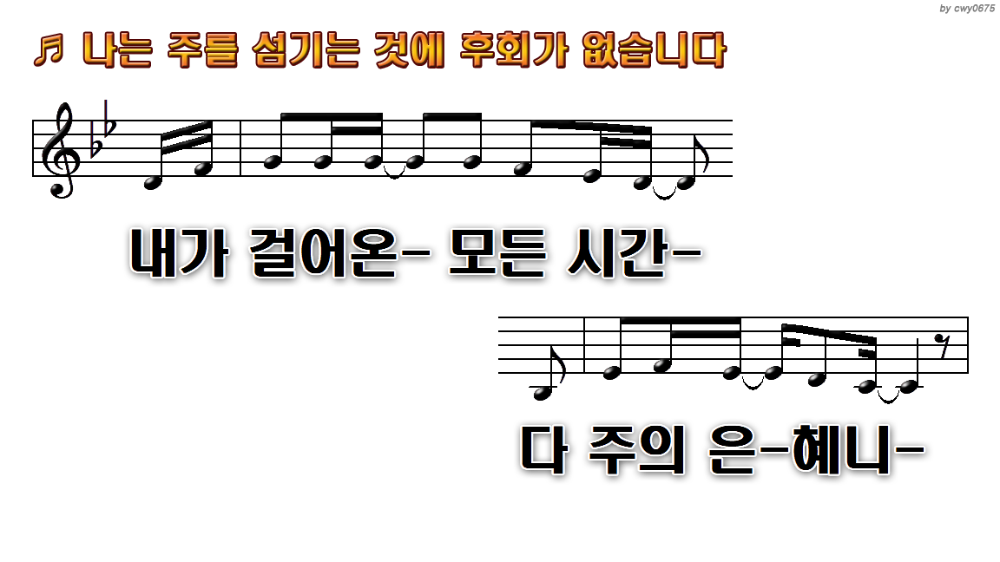 by cwy0675
♬ 나는 주를 섬기는 것에 후회가 없습니다
내가 걸어온- 모든 시간-
다 주의 은-혜니-